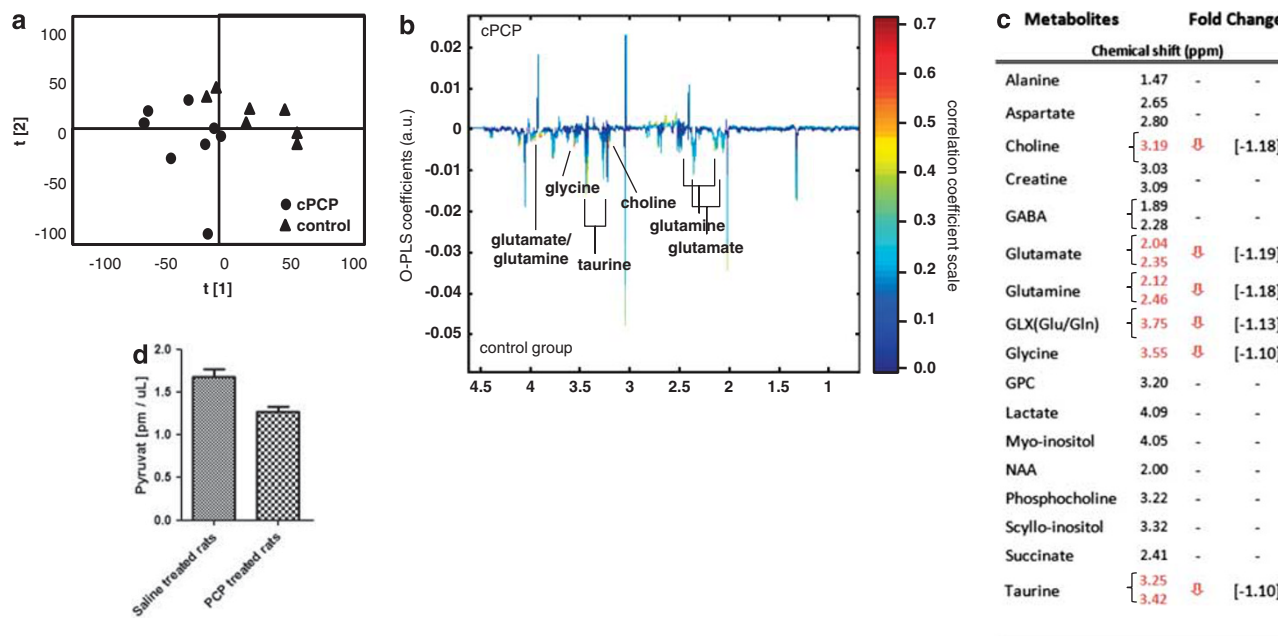 a
100
50
0
-50
-100
t [2]
cPCP
control
-100 -50 0 50 100
t [1]
b
cPCP
0.02
0.01
0
-0.01
-0.02
-0.03
-0.04
-0.05
O-PLS coefficients (a.u.)
glycine
choline
glutamate/
glutamine
taurine
glutamine
glutamate
control group
4.5 4 3.5 3 2.5 2 1.5 1
0.7
0.6
0.5
0.4
0.3
0.2
0.1
0.0
correlation coefficient scale
c Metabolites Fold Change
Chemical shift (ppm)
Alanine 1.47 - -
Aspartate 2.65 - -
2.80
Choline 3.19 ⇩ [-1.18]
Creatine 3.03 - -
3.09
GABA 1.89 - -
2.28
Glutamate 2.04 ⇩ [-1.19]
2.35
Glutamine 2.12 ⇩ [-1.18]
2.46
GLX(Glu/Gln) 3.75 ⇩ [-1.13]
Glycine 3.55 ⇩ [-1.10]
GPC 3.20 - -
Lactate 4.09 - -
Myo-inositol 4.05 - -
NAA 2.00 - -
Phosphocholine 3.22 - -
Scyllo-inositol 3.32 - -
Succinate 2.41 - -
Taurine 3.25 ⇩ [-1.10]
3.42
d
2.0
1.5
1.0
0.5
0.0
Pyruvat [pm / uL]
Saline treated rats
PCP treated rats